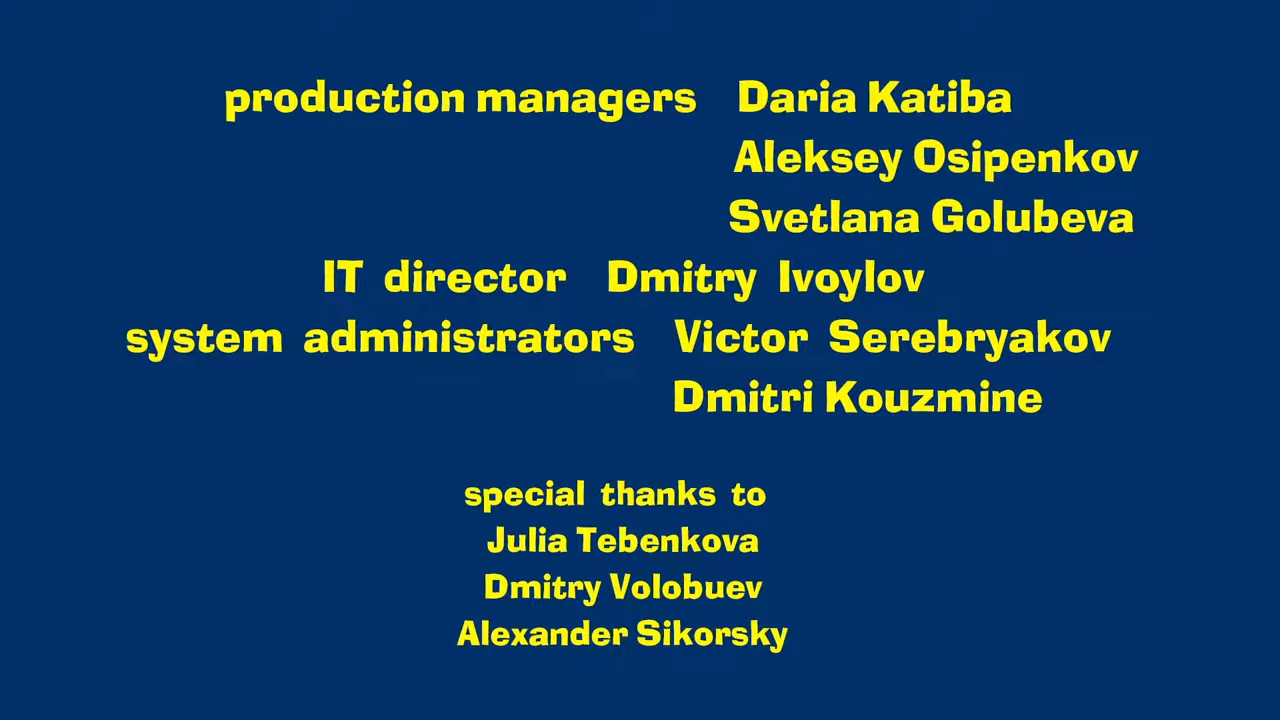 production managers Daria Katiba
Aleksey Osipenkov
Svetlana Golubeva
IT director Dmitry Ivoylov
system administrators Victor Serebryakov
Dmitri Kouzmine
special thanks to
Julia Tebenkova
Dmitry Volobuev
Alexander Sikorsky